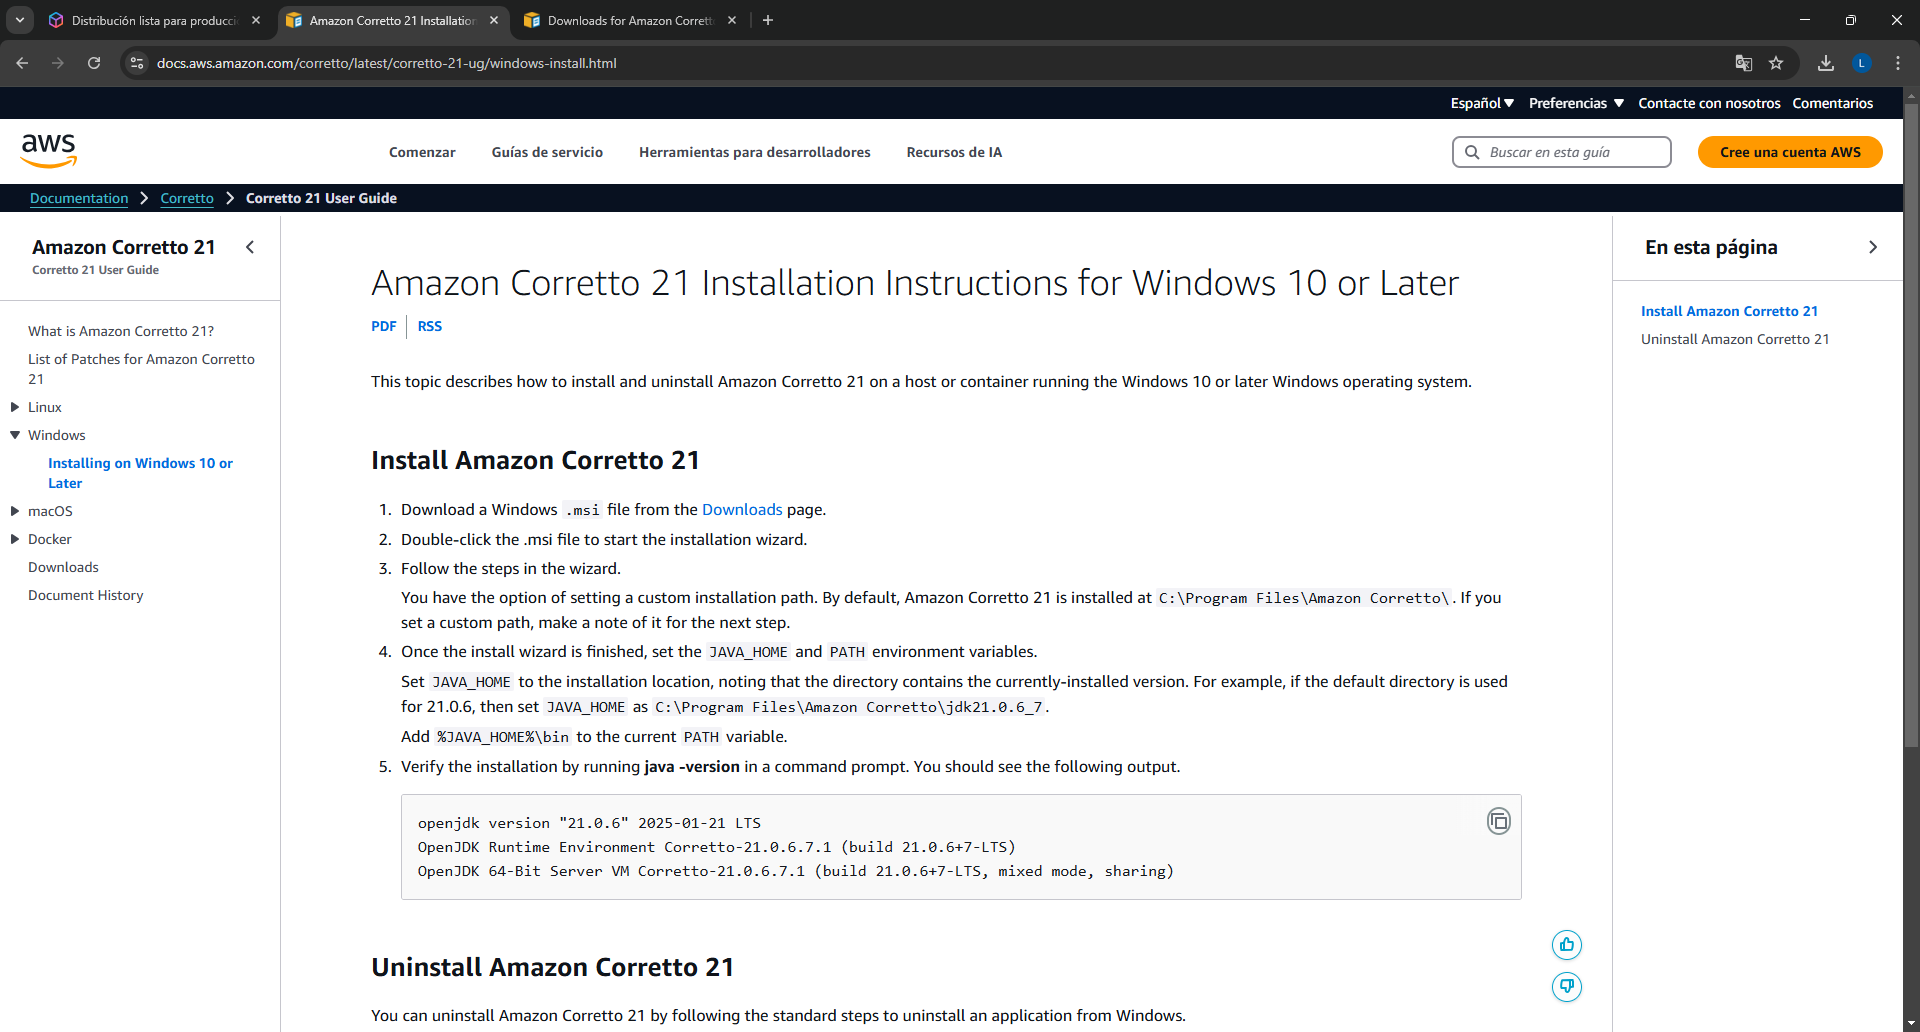 Distribución lista para producci
Amazon Corretto 21 Installation
Downloads for Amazon Corrett
docs.aws.amazon.com/corretto/latest/corretto-21-ug/windows-install.html
L
Español
Preferencias
Contacte con nosotros
Comentarios
aws
Comenzar
Guías de servicio
Herramientas para desarrolladores
Recursos de IA
Buscar en esta guía
Cree una cuenta AWS
Documentation
Corretto
Corretto 21 User Guide
Amazon Corretto 21
Corretto 21 User Guide
What is Amazon Corretto 21?
List of Patches for Amazon Corretto
21
Linux
Windows
Installing on Windows 10 or
Later
macOS
Docker
Downloads
Document History
Amazon Corretto 21 Installation Instructions for Windows 10 or Later
PDF
RSS
This topic describes how to install and uninstall Amazon Corretto 21 on a host or container running the Windows 10 or later Windows operating system.
Install Amazon Corretto 21
1. Download a Windows .msi file from the Downloads page.
2. Double-click the .msi file to start the installation wizard.
3. Follow the steps in the wizard.
You have the option of setting a custom installation path. By default, Amazon Corretto 21 is installed at C:\Program Files\Amazon Corretto\. If you
set a custom path, make a note of it for the next step.
4. Once the install wizard is finished, set the JAVA_HOME and PATH environment variables.
Set JAVA_HOME to the installation location, noting that the directory contains the currently-installed version. For example, if the default directory is used
for 21.0.6, then set JAVA_HOME as C:\Program Files\Amazon Corretto\jdk21.0.6_7.
Add %JAVA_HOME%\bin to the current PATH variable.
5. Verify the installation by running java -version in a command prompt. You should see the following output.
openjdk version "21.0.6" 2025-01-21 LTS
OpenJDK Runtime Environment Corretto-21.0.6.7.1 (build 21.0.6+7-LTS)
OpenJDK 64-Bit Server VM Corretto-21.0.6.7.1 (build 21.0.6+7-LTS, mixed mode, sharing)
Uninstall Amazon Corretto 21
You can uninstall Amazon Corretto 21 by following the standard steps to uninstall an application from Windows.
En esta página
Install Amazon Corretto 21
Uninstall Amazon Corretto 21